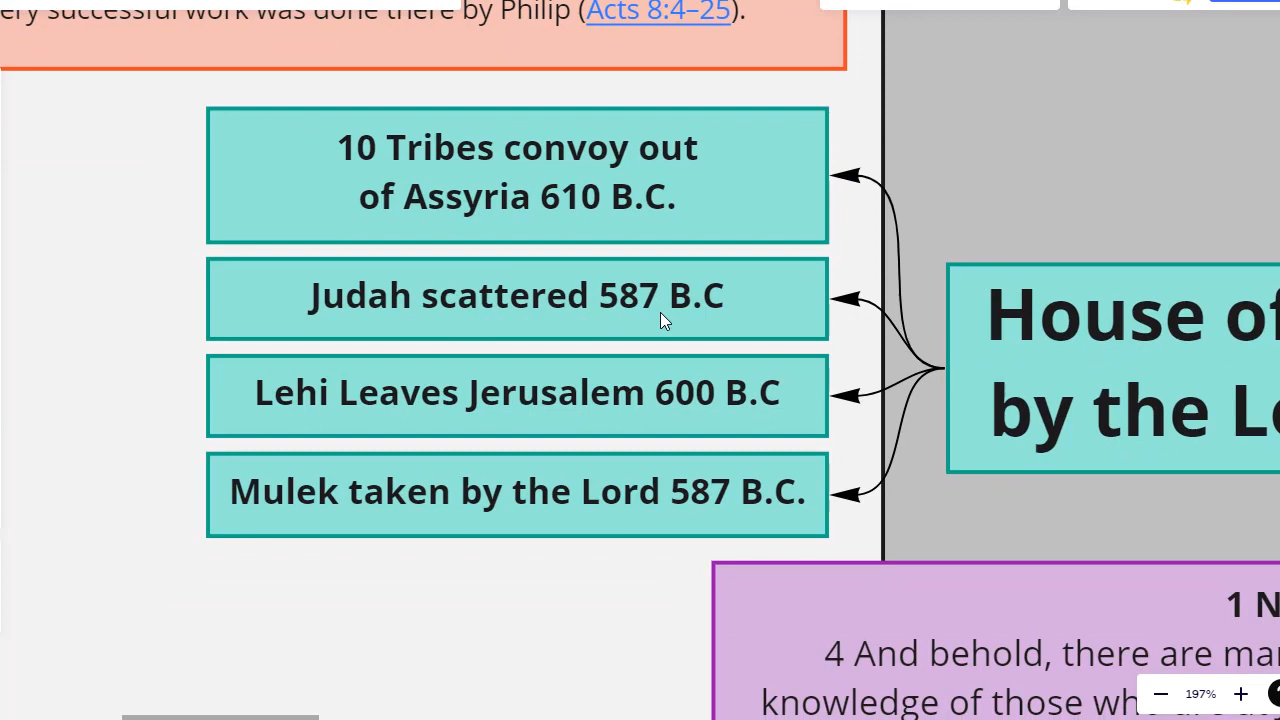 ery successful work was done there by Philip (Acts 8:4–25).
10 Tribes convoy out
of Assyria 610 B.C.
Judah scattered 587 B.C
Lehi Leaves Jerusalem 600 B.C
Mulek taken by the Lord 587 B.C.
House of
by the L
1 N
4 And behold, there are ma
knowledge of those wh
197%